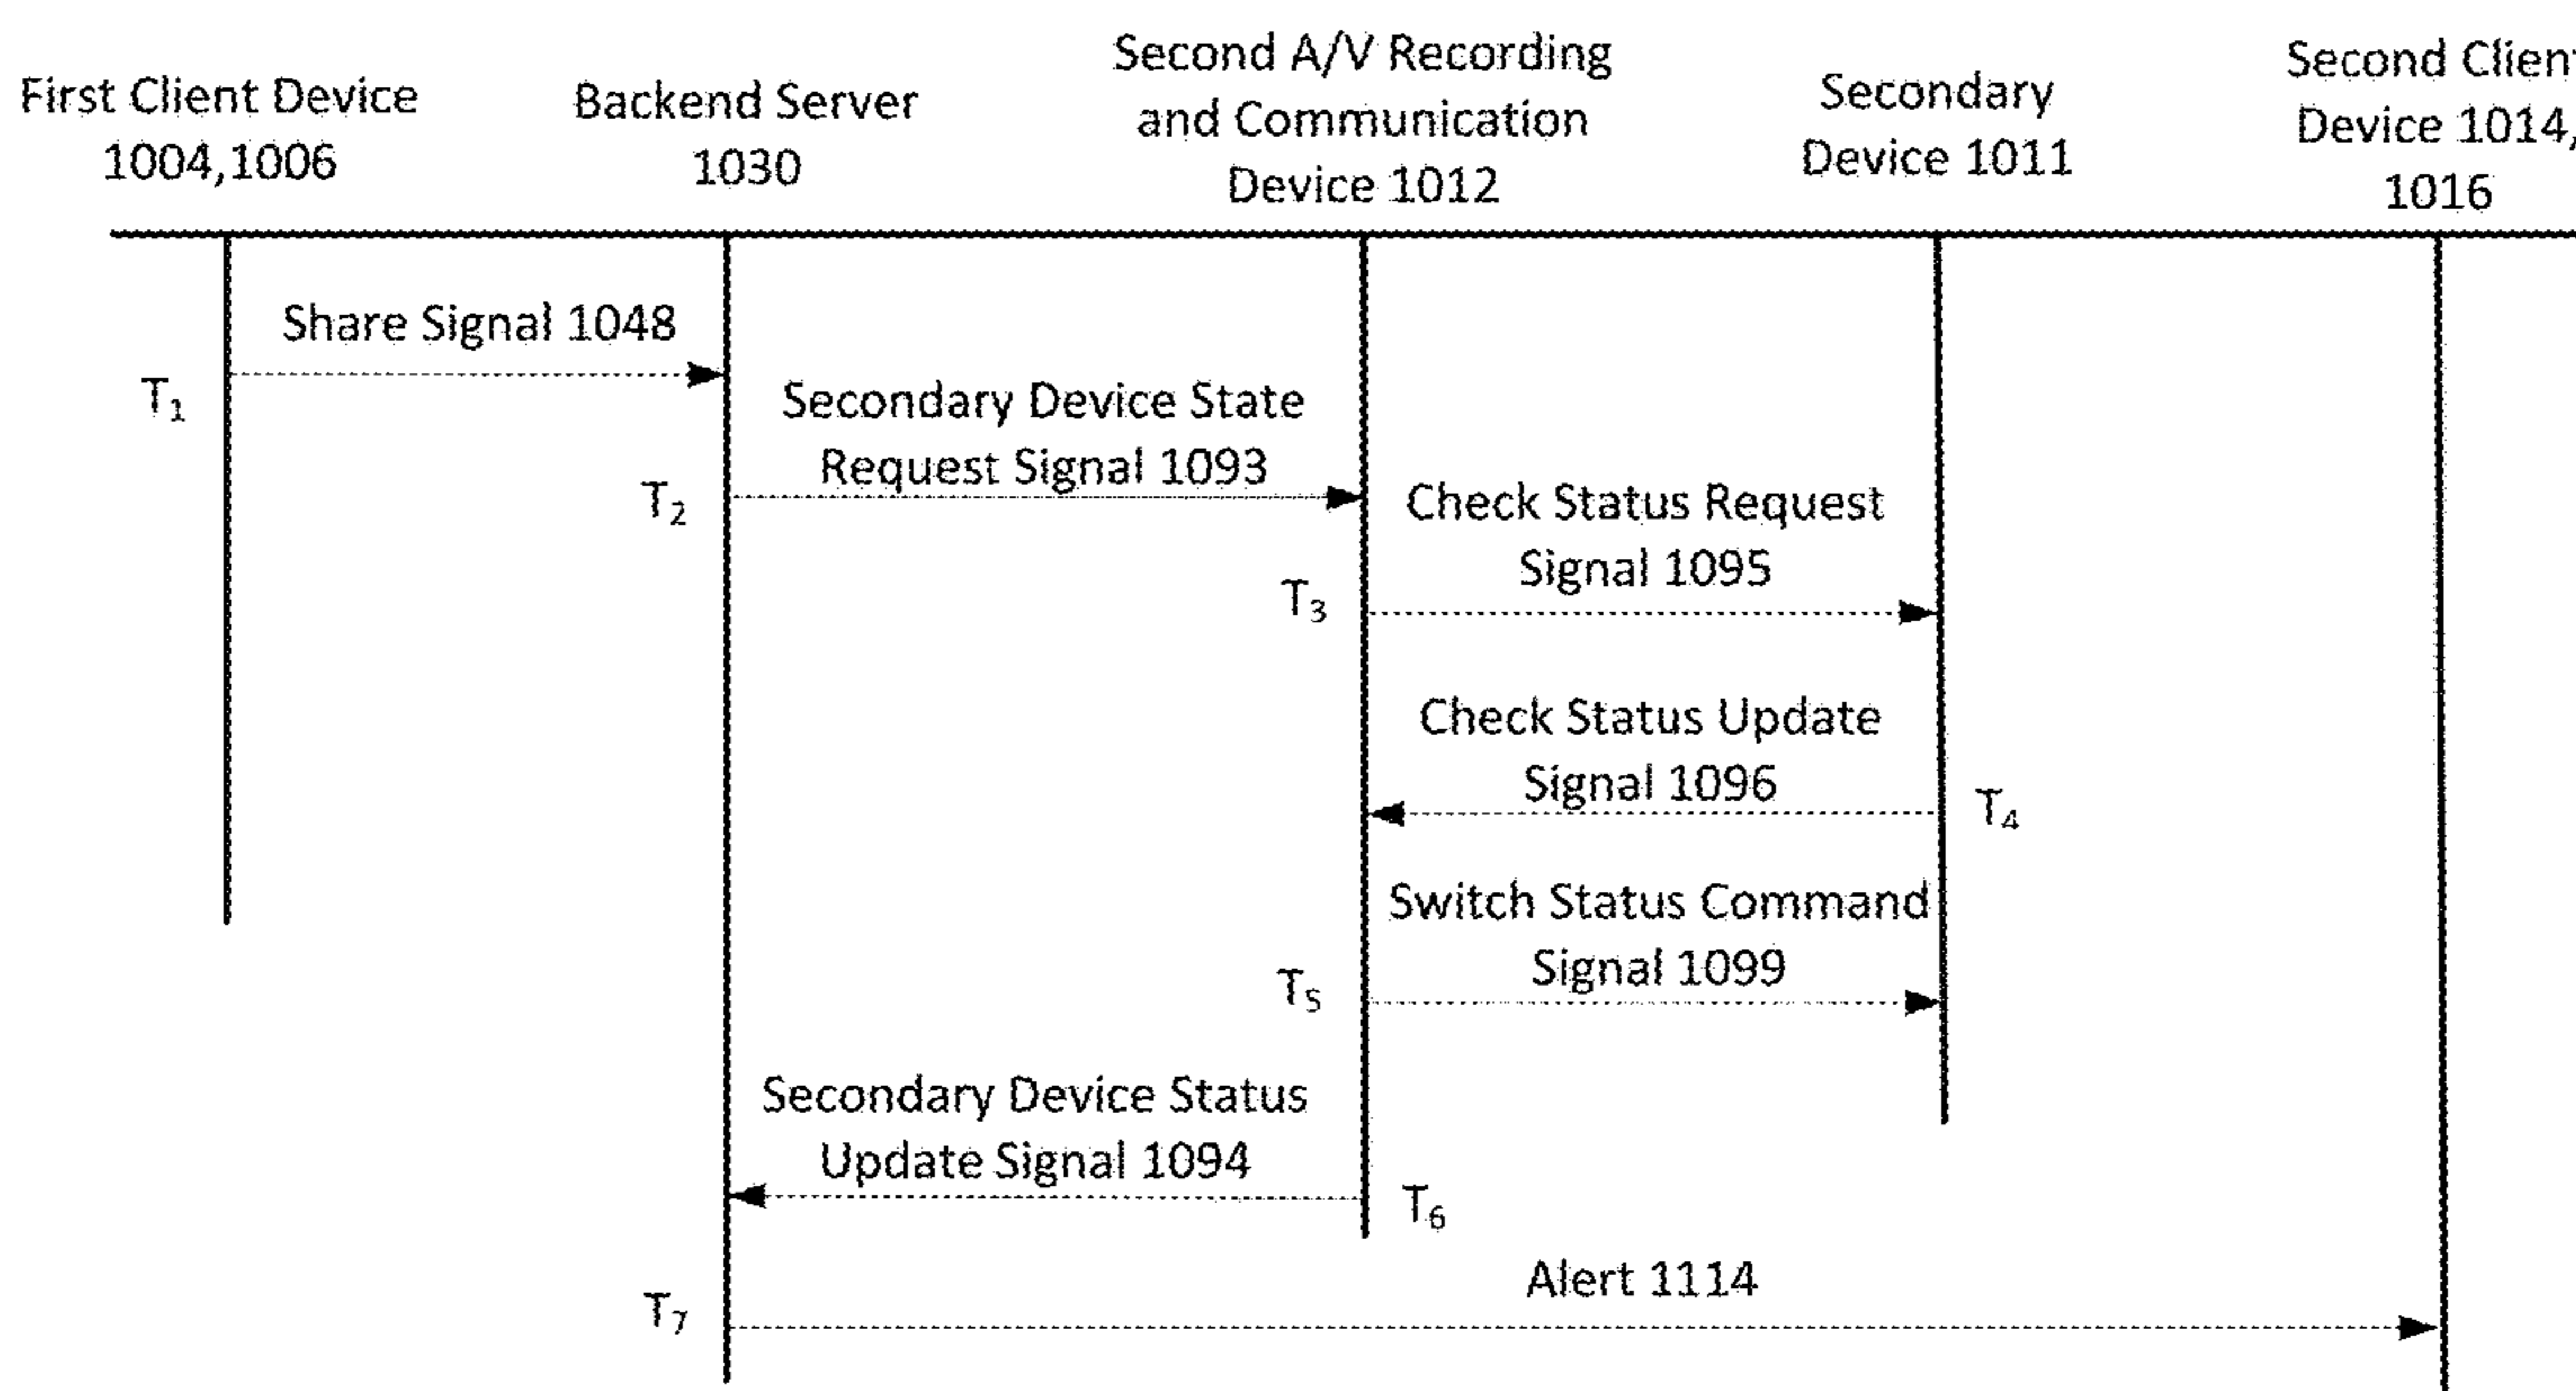 First Client Device
1004,1006
Backend Server
1030
Second A/V Recording
and Communication
Device 1012
Secondary
Device 1011
Second Client
Device 1014,
1016
Share Signal 1048
T1
Secondary Device State
Request Signal 1093
T2
Check Status Request
Signal 1095
T3
Check Status Update
Signal 1096
T4
Switch Status Command
Signal 1099
T5
Secondary Device Status
Update Signal 1094
T6
Alert 1114
T7